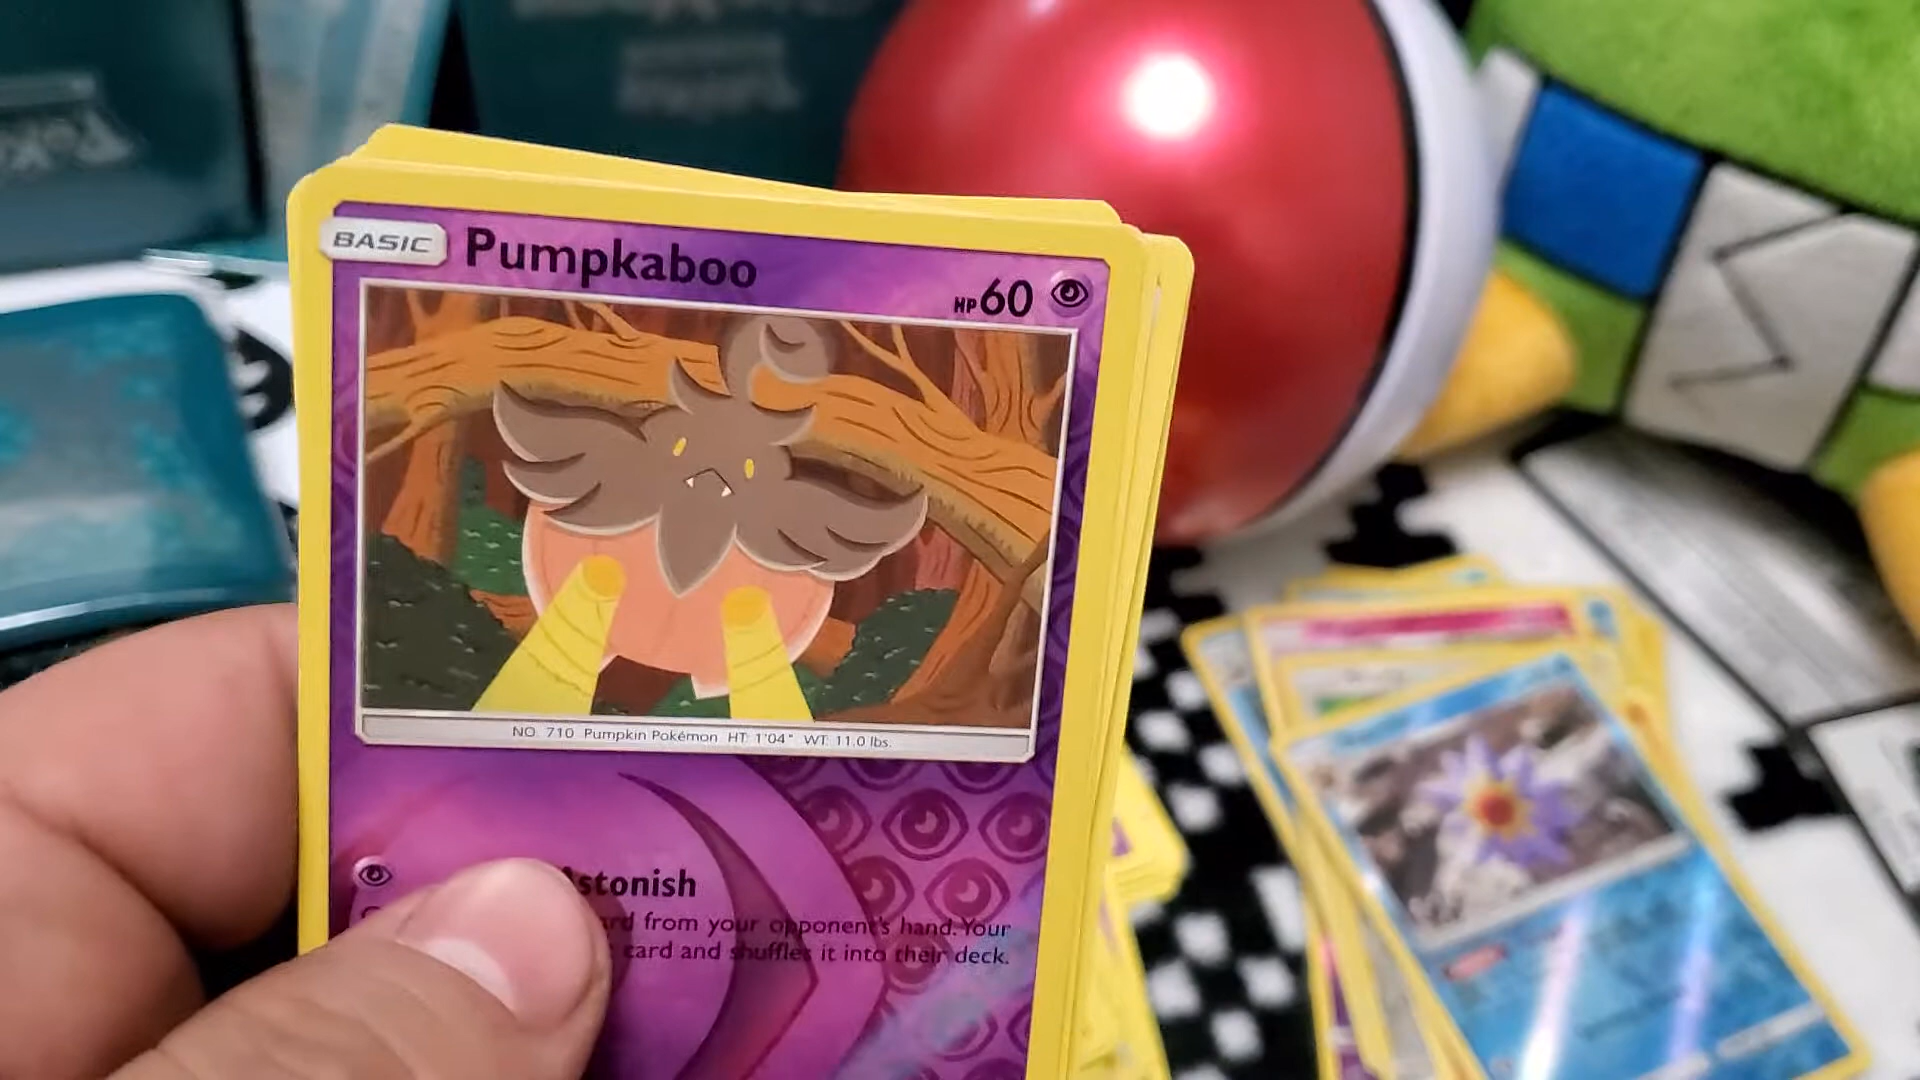 BASIC Pumpkaboo HP60
NO. 710 Pumpkin Pokémon HT: 1'04" WT: 11.0 lbs.
Astonish
from your opponent's hand. Your
card and shuffles it into their deck.